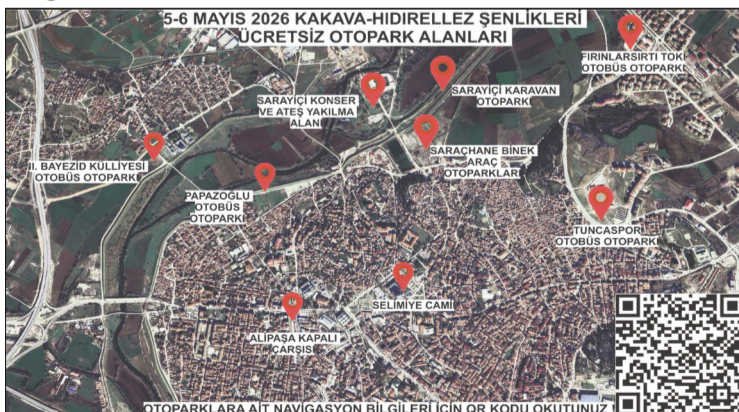 5-6 MAYIS 2026 KAKAVA-HIDIRELLEZ ŞENLİKLERİ
ÜCRETSİZ OTOPARK ALANLARI
FIRINLARSIRTI TOKİ
OTOBÜS OTOPARKI
SARAYİÇİ KARAVAN
OTOPARKI
SARAYİÇİ KONSER
VE ATEŞ YAKILMA
ALANI
SARAÇHANE BİNEK
ARAÇ
OTOPARKLARI
II. BAYEZİD KÜLLİYESİ
OTOBÜS OTOPARKI
PAPAZOĞLU
OTOBÜS
OTOPARKI
TUNCASPOR
OTOBÜS OTOPARKI
SELİMİYE CAMİ
ALİPAŞA KAPALI
ÇARŞISI
OTOPARKLARA AİT NAVİGASYON BİLGİLERİ İÇİN QR KODU OKUTUNUZ !